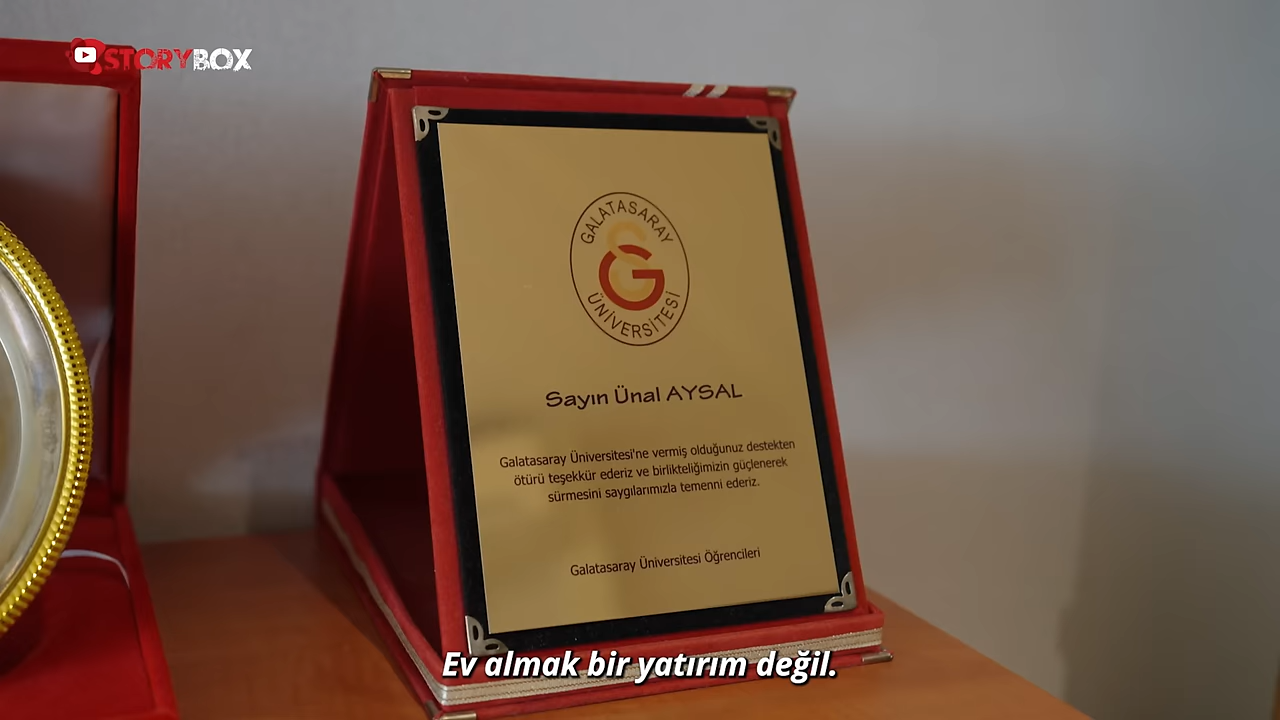 STORYBOX
GALATASARAY
ÜNİVERSİTESİ
Sayın Ünal AYSAL
Galatasaray Üniversitesi'ne vermiş olduğunuz destekten
ötürü teşekkür ederiz ve birlikteliğimizin güçlenerek
sürmesini saygılarımızla temenni ederiz.
Galatasaray Üniversitesi Öğrencileri
Ev almak bir yatırım değil.